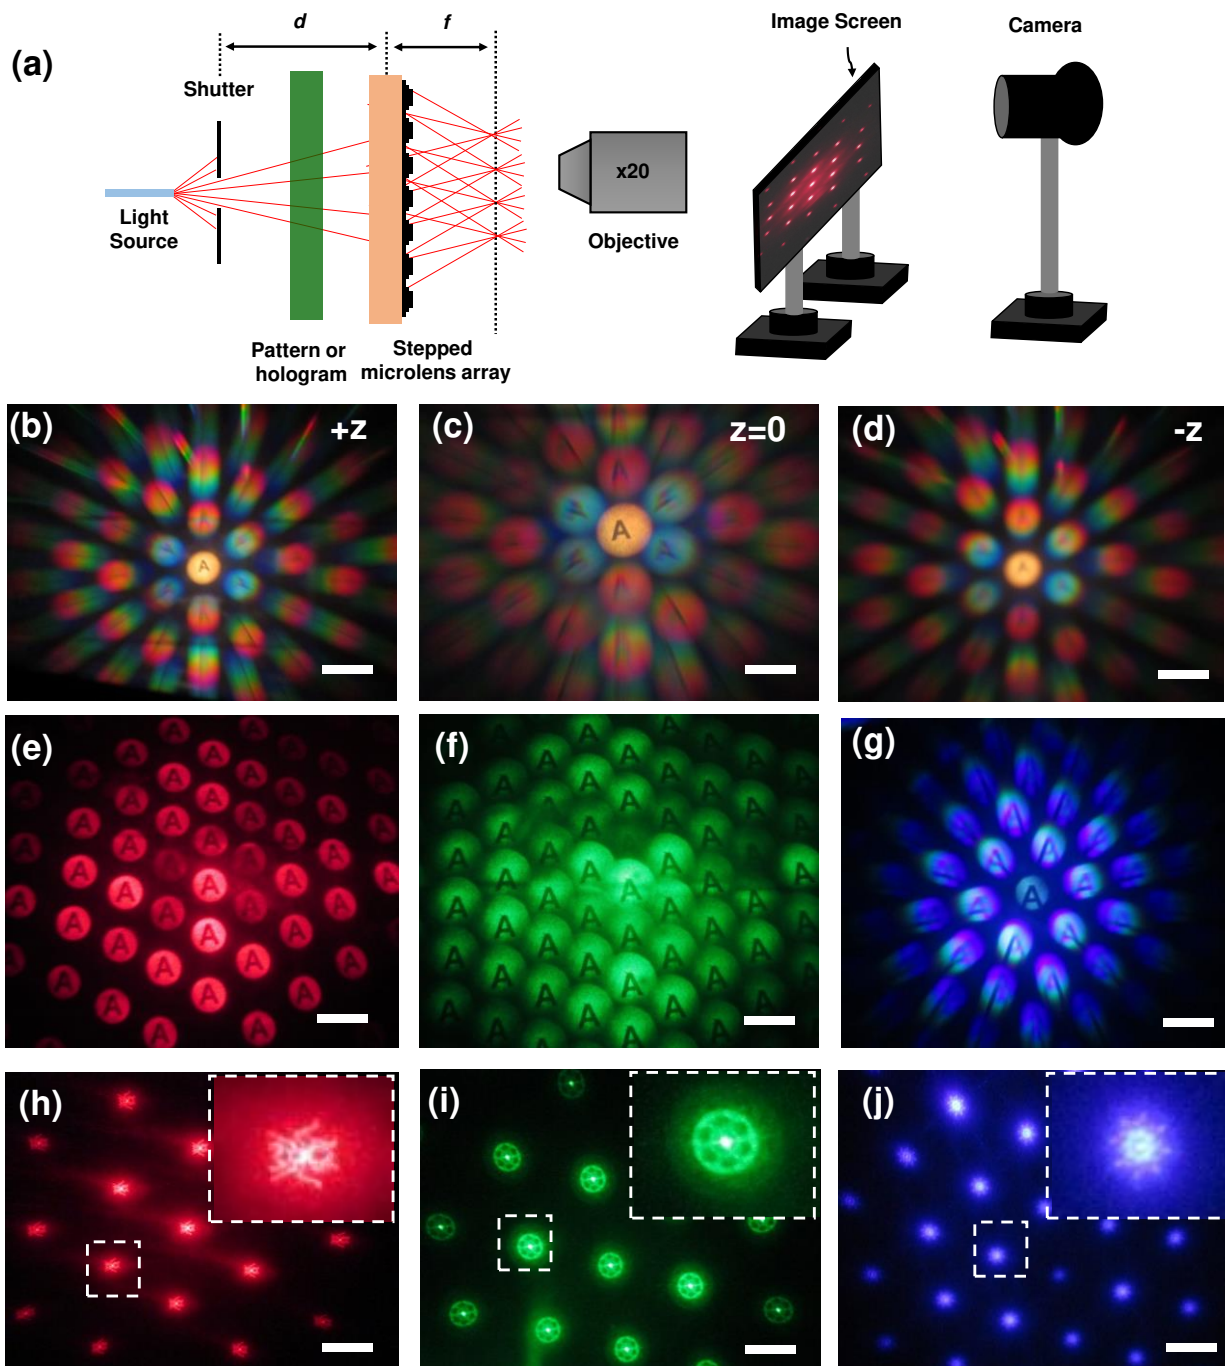 (a)
d
f
Shutter
Light
Source
Pattern or
hologram
Stepped
microlens array
x20
Objective
Image Screen
Camera
(b)
+z
A
(c)
z=0
A
(d)
-z
A
(e)
A
(f)
A
(g)
A
(h)
(i)
(j)